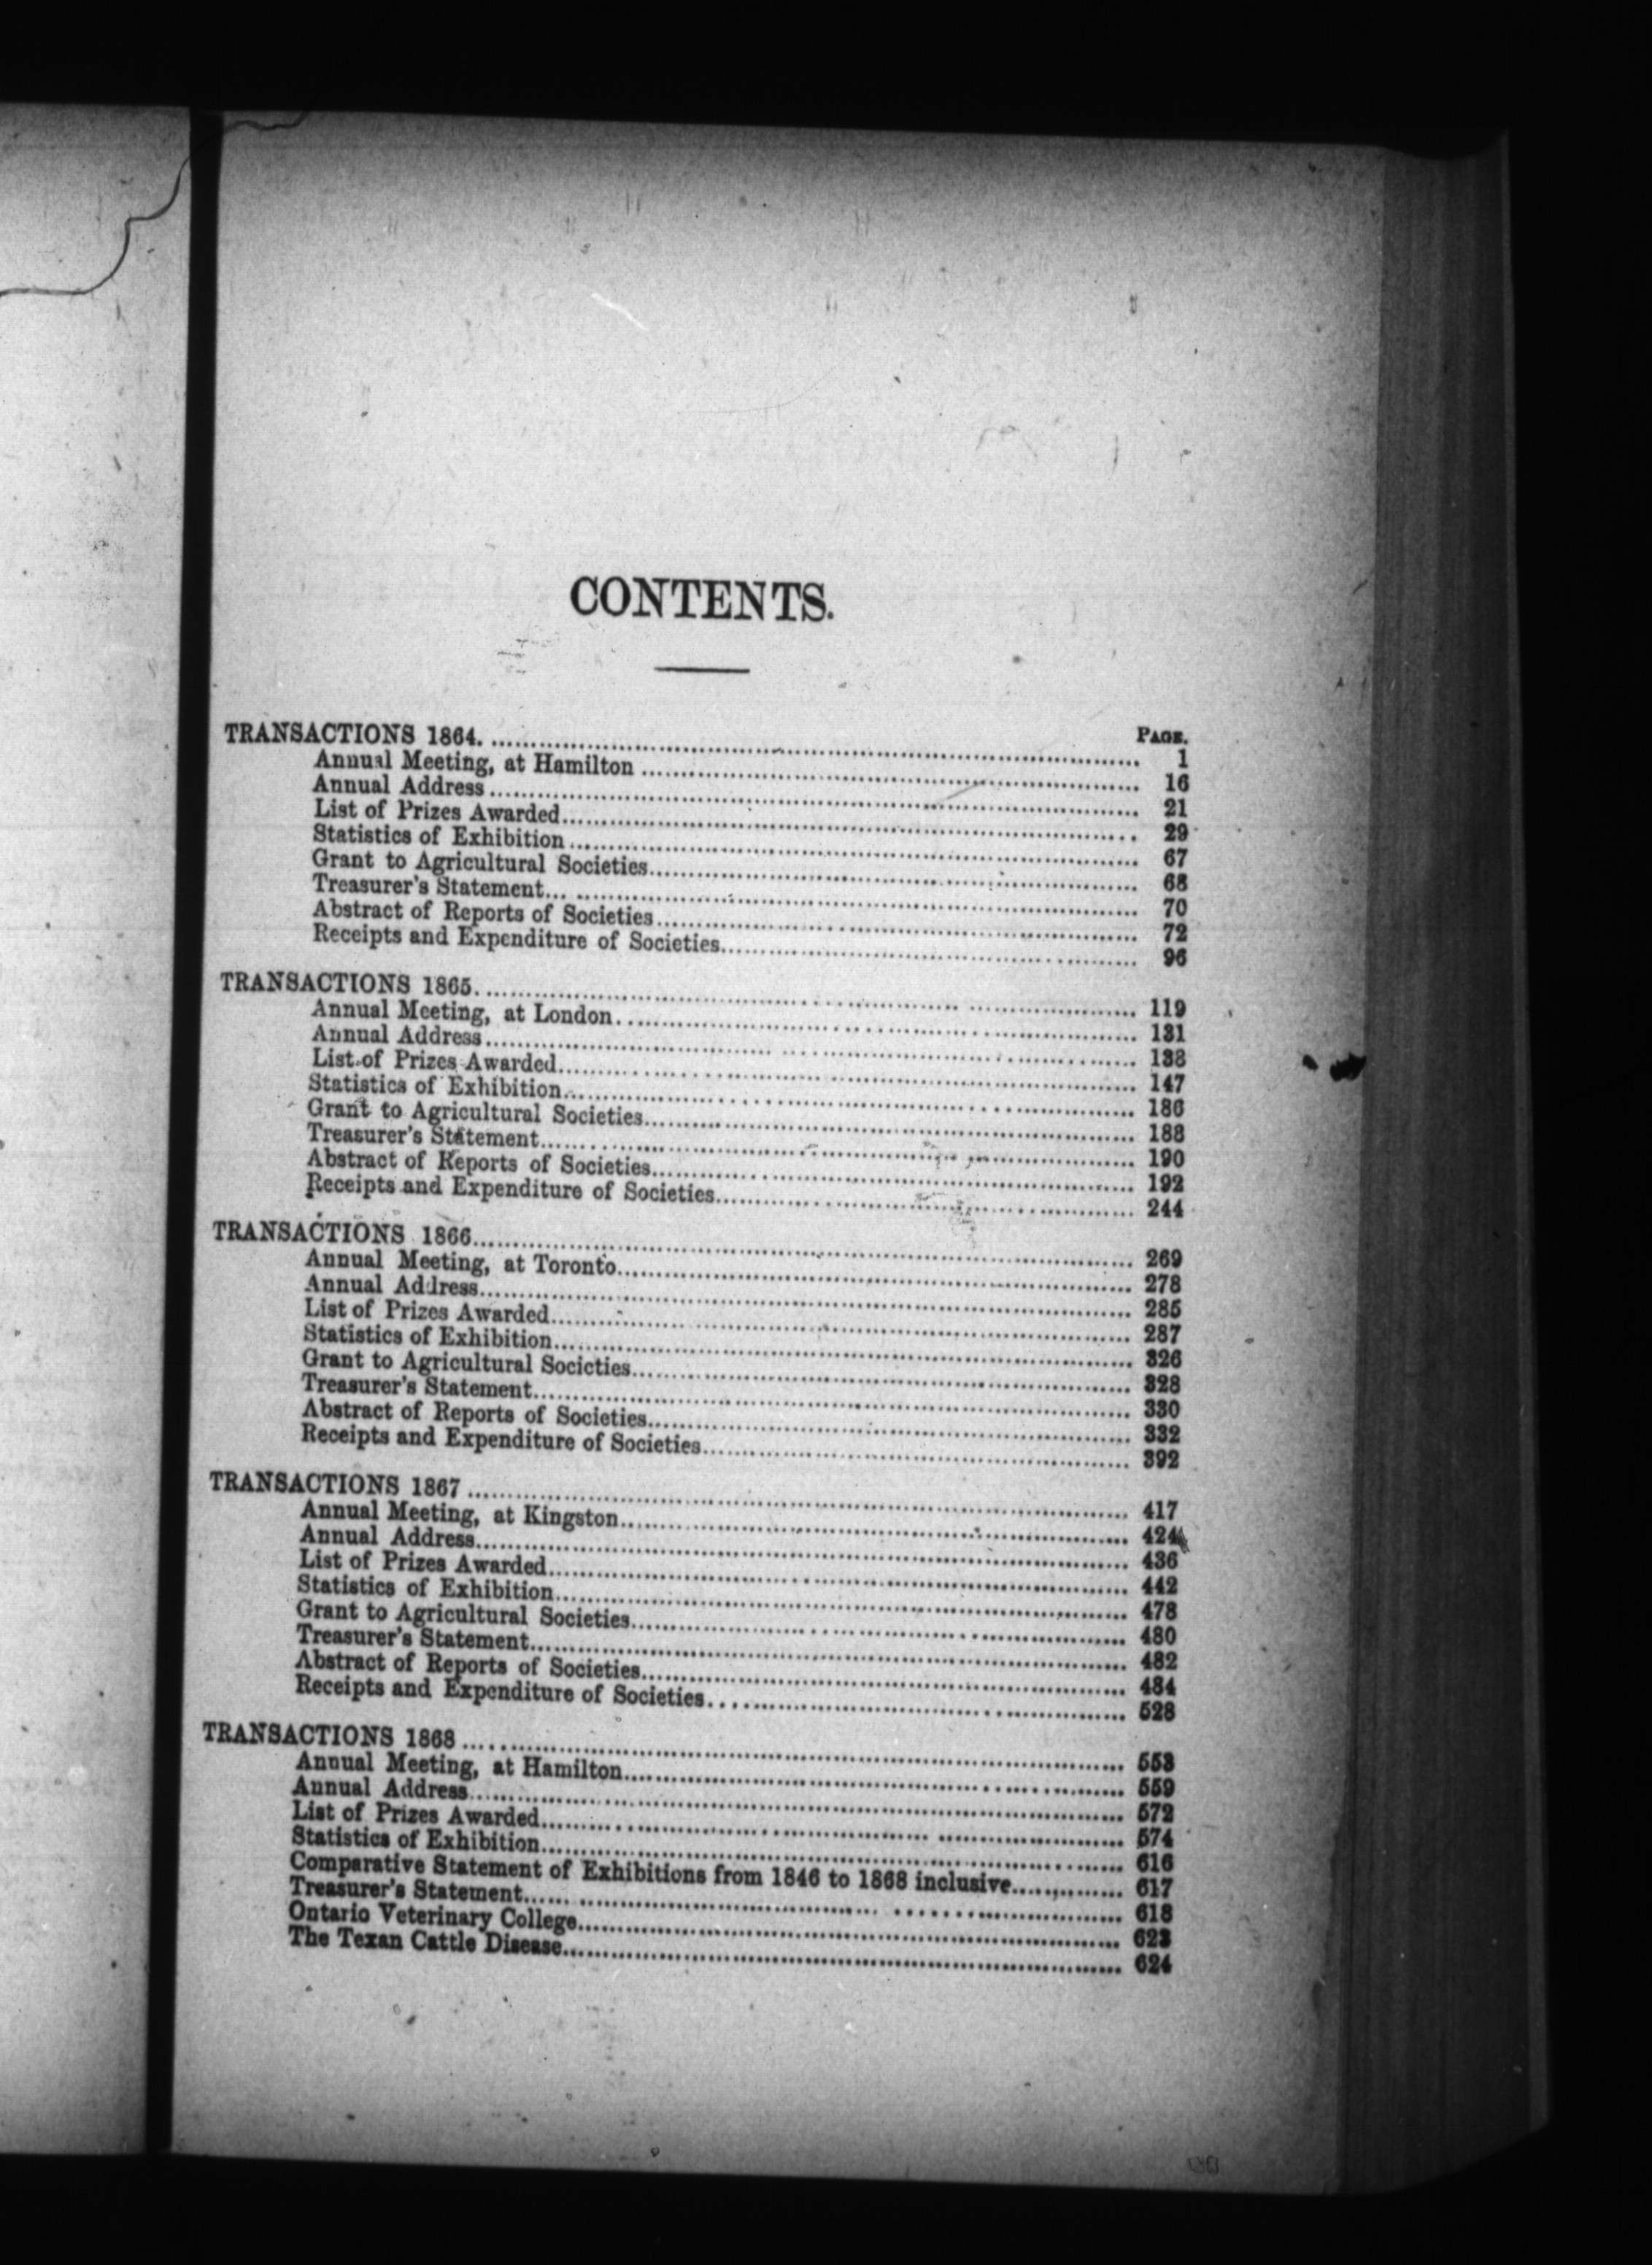 CONTENTS.
PAGE.
TRANSACTIONS 1864. 1
Annual Meeting, at Hamilton 16
Annual Address 21
List of Prizes Awarded 29
Statistics of Exhibition 67
Grant to Agricultural Societies 68
Treasurer's Statement 70
Abstract of Reports of Societies 72
Receipts and Expenditure of Societies 96
TRANSACTIONS 1865. 119
Annual Meeting, at London 131
Annual Address 138
List of Prizes Awarded 147
Statistics of Exhibition 186
Grant to Agricultural Societies 188
Treasurer's Statement 190
Abstract of Reports of Societies 192
Receipts and Expenditure of Societies 244
TRANSACTIONS 1866 269
Annual Meeting, at Toronto 278
Annual Address 285
List of Prizes Awarded 287
Statistics of Exhibition 326
Grant to Agricultural Societies 328
Treasurer's Statement 330
Abstract of Reports of Societies 332
Receipts and Expenditure of Societies 392
TRANSACTIONS 1867 417
Annual Meeting, at Kingston 424
Annual Address 436
List of Prizes Awarded 442
Statistics of Exhibition 478
Grant to Agricultural Societies 480
Treasurer's Statement 482
Abstract of Reports of Societies 484
Receipts and Expenditure of Societies 528
TRANSACTIONS 1868 553
Annual Meeting, at Hamilton 559
Annual Address 572
List of Prizes Awarded 574
Statistics of Exhibition 616
Comparative Statement of Exhibitions from 1846 to 1868 inclusive 617
Treasurer's Statement 618
Ontario Veterinary College 623
The Texan Cattle Disease 624